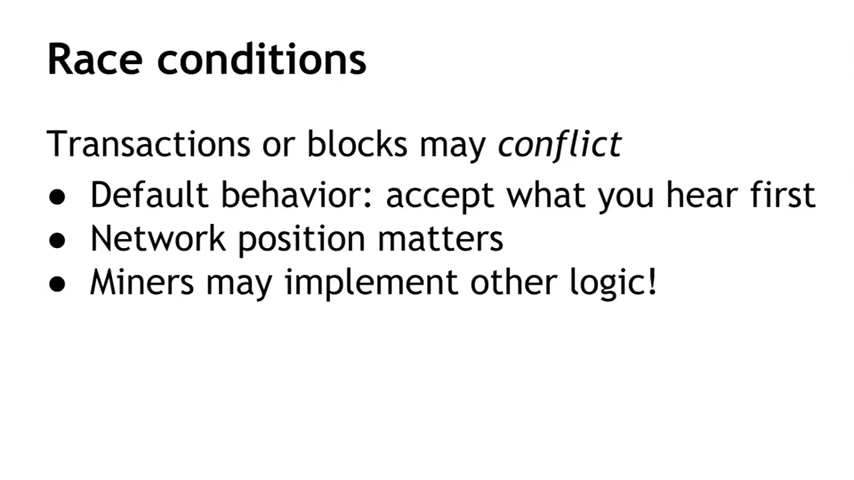 Race conditions
Transactions or blocks may conflict
● Default behavior: accept what you hear first
● Network position matters
● Miners may implement other logic!